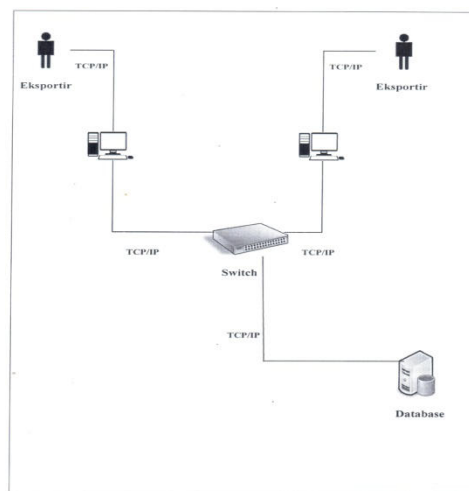 TCP/IP
TCP/IP
Eksportir
Eksportir
TCP/IP
TCP/IP
Switch
TCP/IP
Database